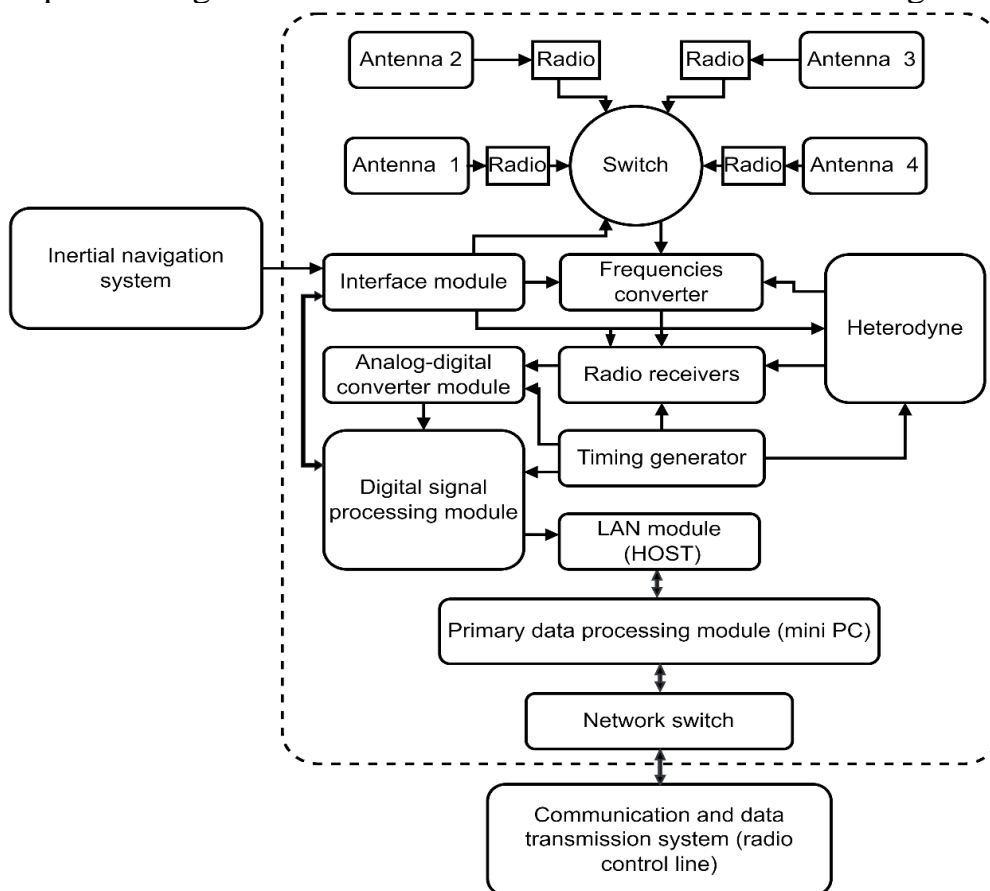 Antenna 2
Radio
Radio
Antenna 3
Antenna 1
Radio
Switch
Radio
Antenna 4
Inertial navigation
system
Interface module
Frequencies
converter
Heterodyne
Analog-digital
converter module
Radio receivers
Timing generator
Digital signal
processing module
LAN module
(HOST)
Primary data processing module (mini PC)
Network switch
Communication and data
transmission system (radio
control line)